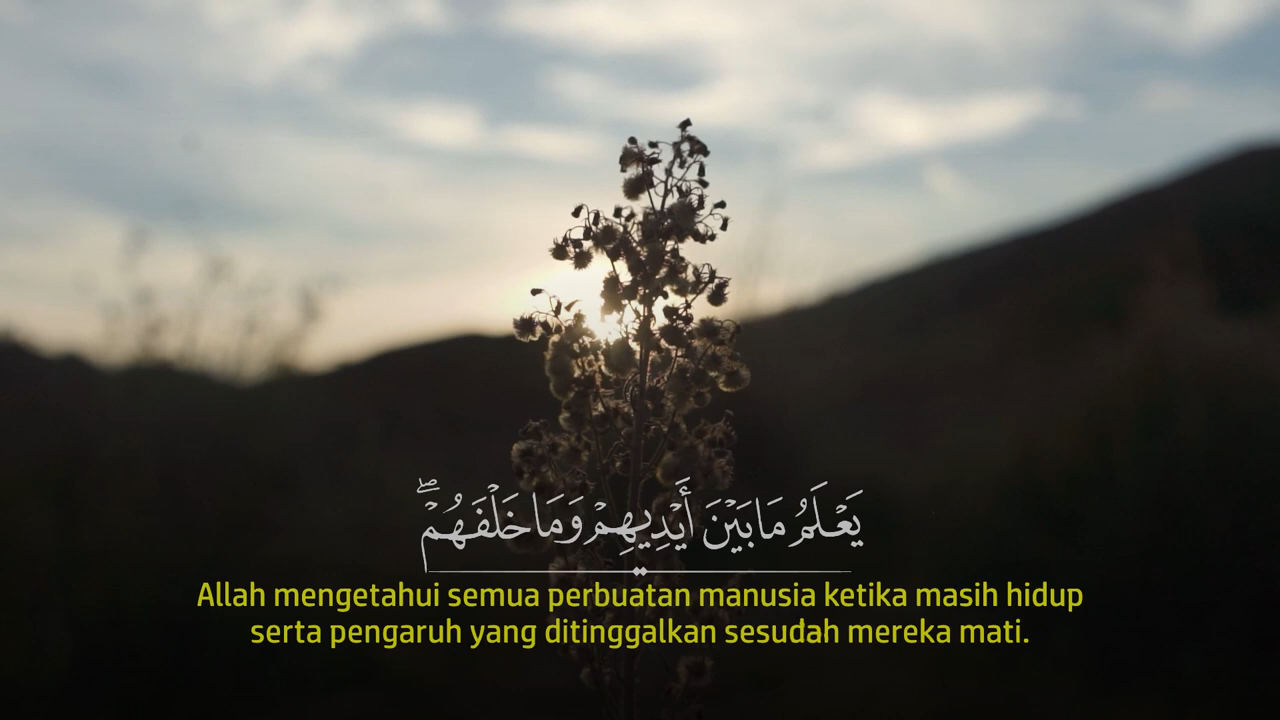 يَعْلَمُ مَا بَيْنَ أَيْدِيهِمْ وَمَا خَلْفَهُمْ ۖ
Allah mengetahui semua perbuatan manusia ketika masih hidup
serta pengaruh yang ditinggalkan sesudah mereka mati.